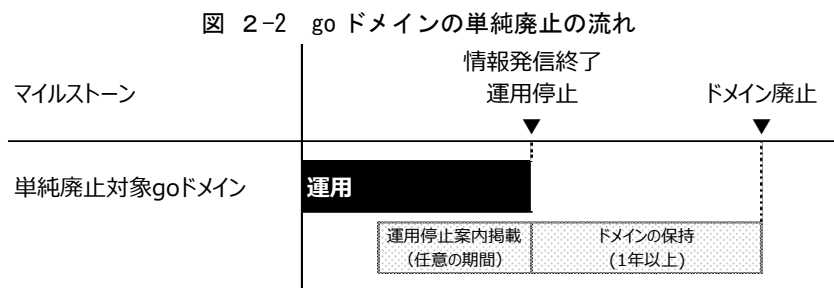 図 2-2 go ドメインの単純廃止の流れ
情報発信終了
マイルストーン 運用停止 ドメイン廃止
▼ ▼
単純廃止対象goドメイン 運用
運用停止案内掲載 ドメインの保持
（任意の期間） (1年以上)